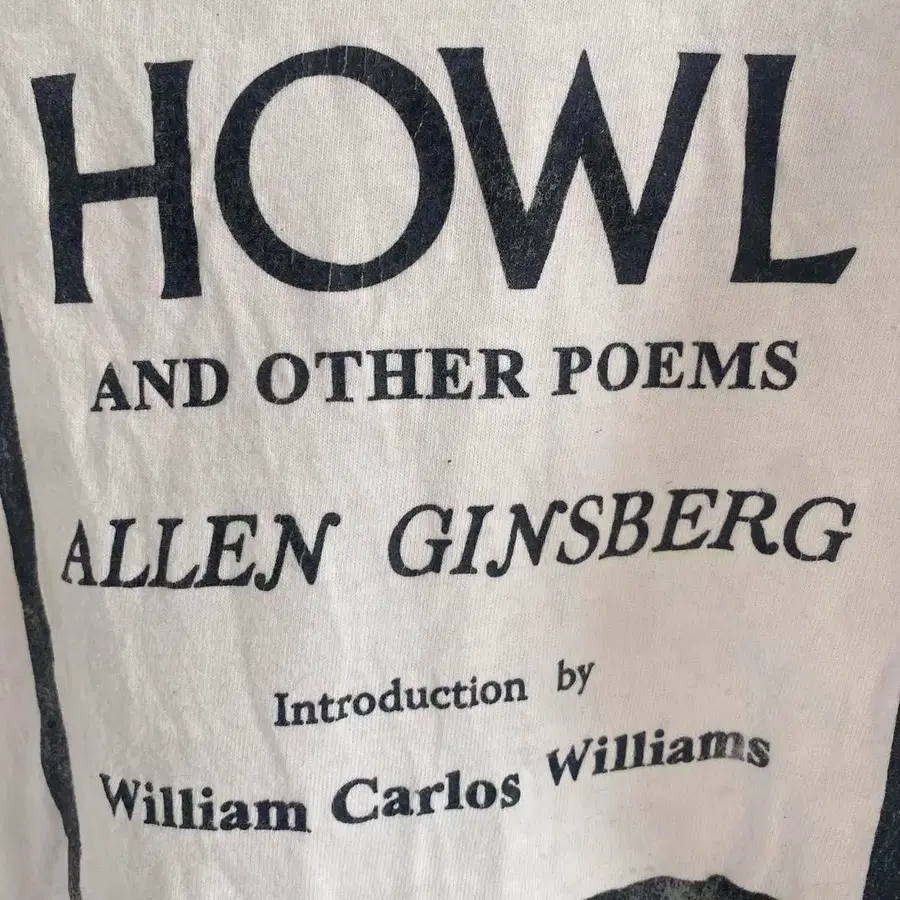 HOWL
AND OTHER POEMS
ALLEN GINSBERG
Introduction by
William Carlos Williams